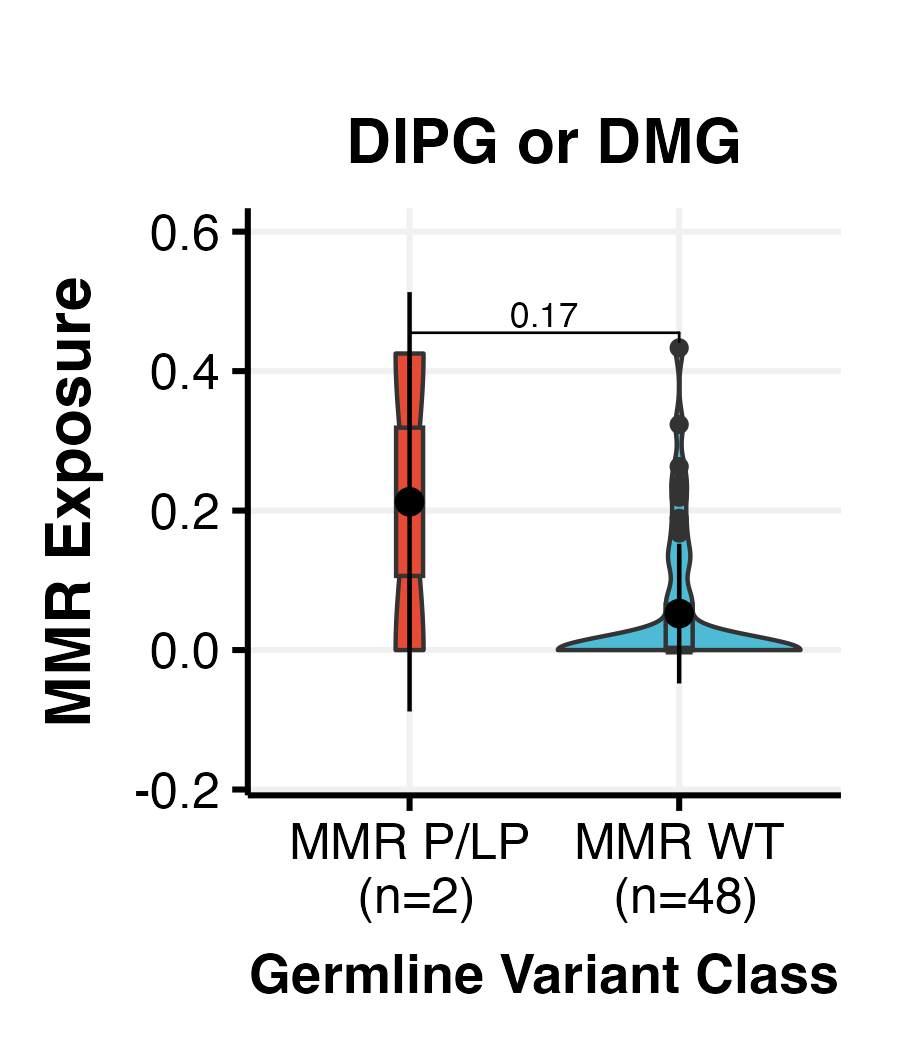 DIPG or DMG
0.6
0.4
0.2
0.0
-0.2
MMR Exposure
0.17
MMR P/LP
(n=2)
MMR WT
(n=48)
Germline Variant Class